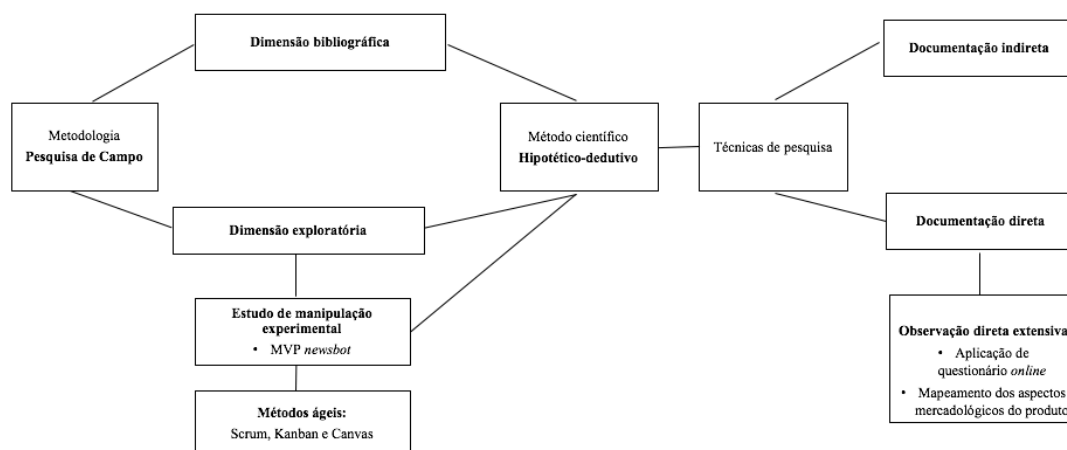 Dimensão bibliográfica
Documentação indireta
Metodologia
Pesquisa de Campo
Método científico
Hipotético-dedutivo
Técnicas de pesquisa
Dimensão exploratória
Documentação direta
Estudo de manipulação
experimental
• MVP newsbot
Observação direta extensiva
• Aplicação de
questionário online
• Mapeamento dos aspectos
mercadológicos do produto
Métodos ágeis:
Scrum, Kanban e Canvas